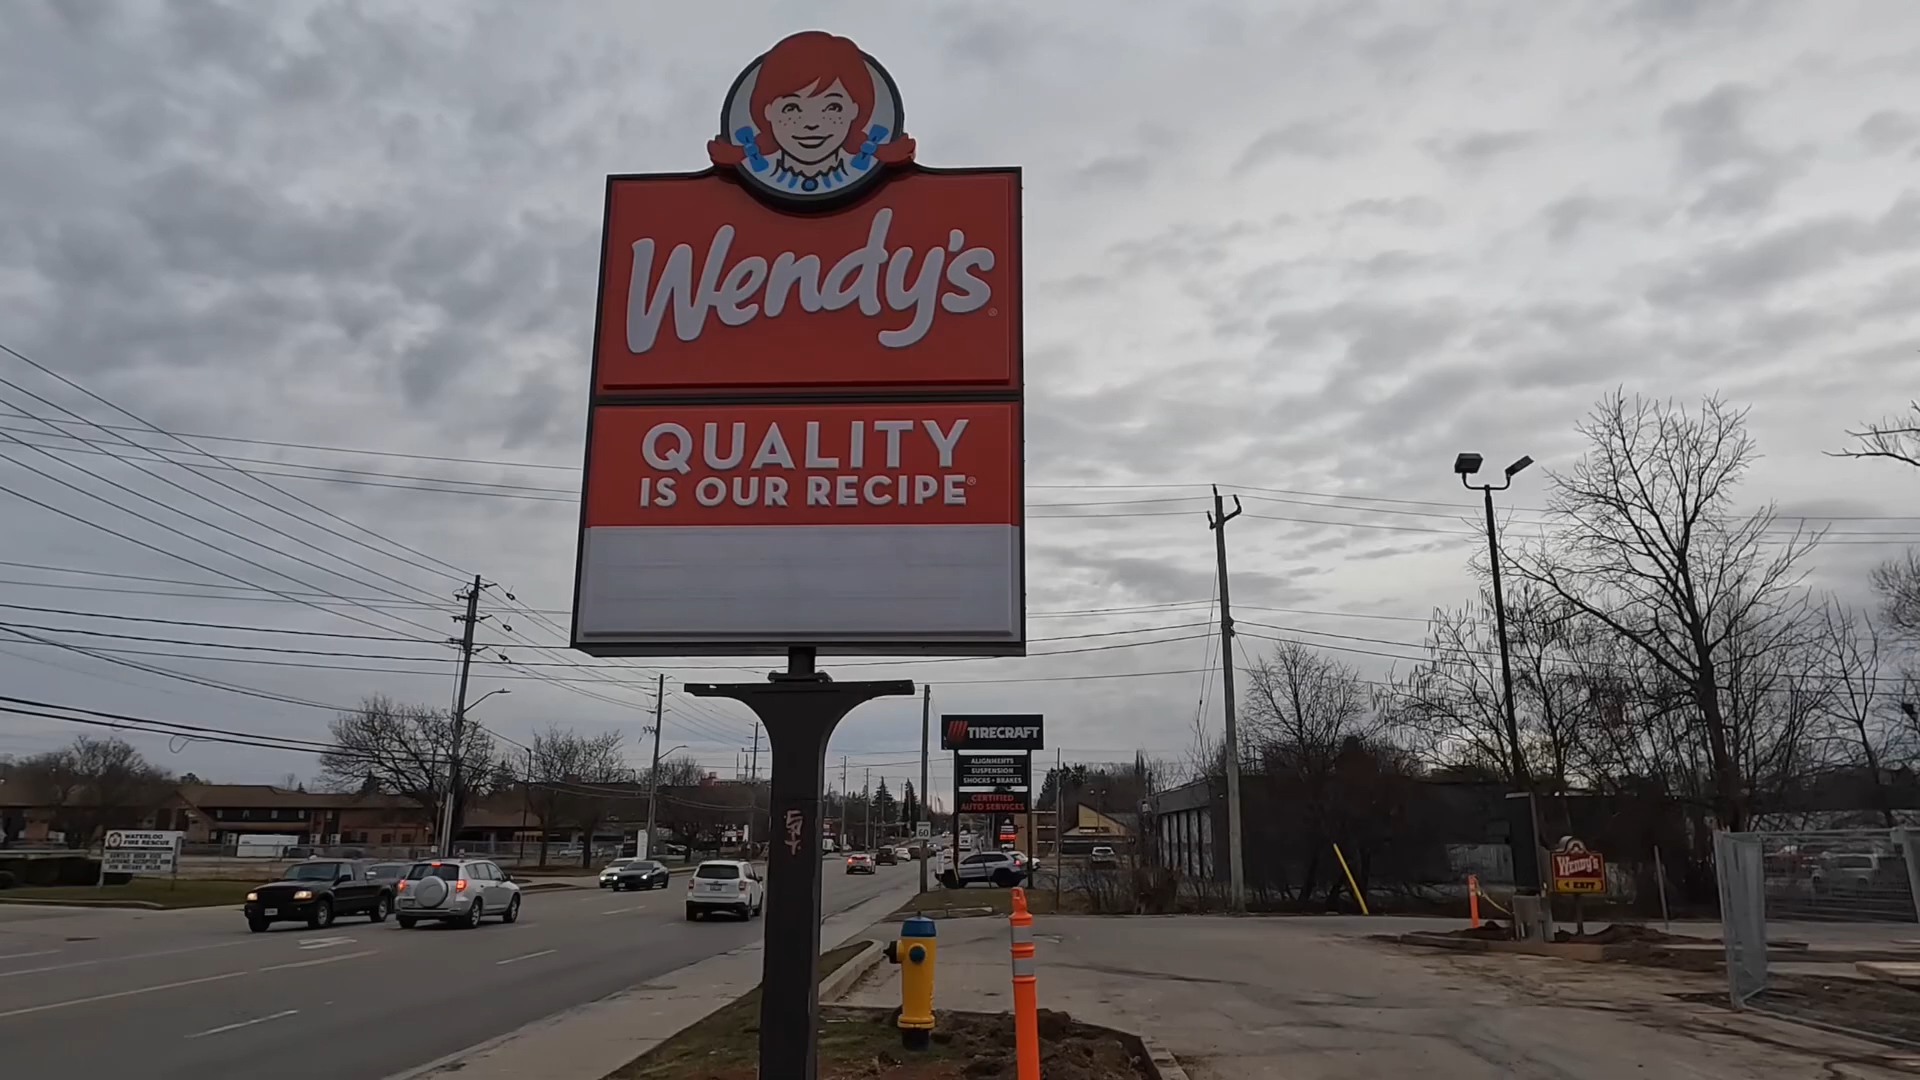 Wendy's
QUALITY
IS OUR RECIPE®
TIRECRAFT
ALIGNMENTS
SUSPENSION
SHOCKS • BRAKES
CERTIFIED
AUTO SERVICES
60
WATERLOO
FIRE RESCUE
Wendy's
EXIT